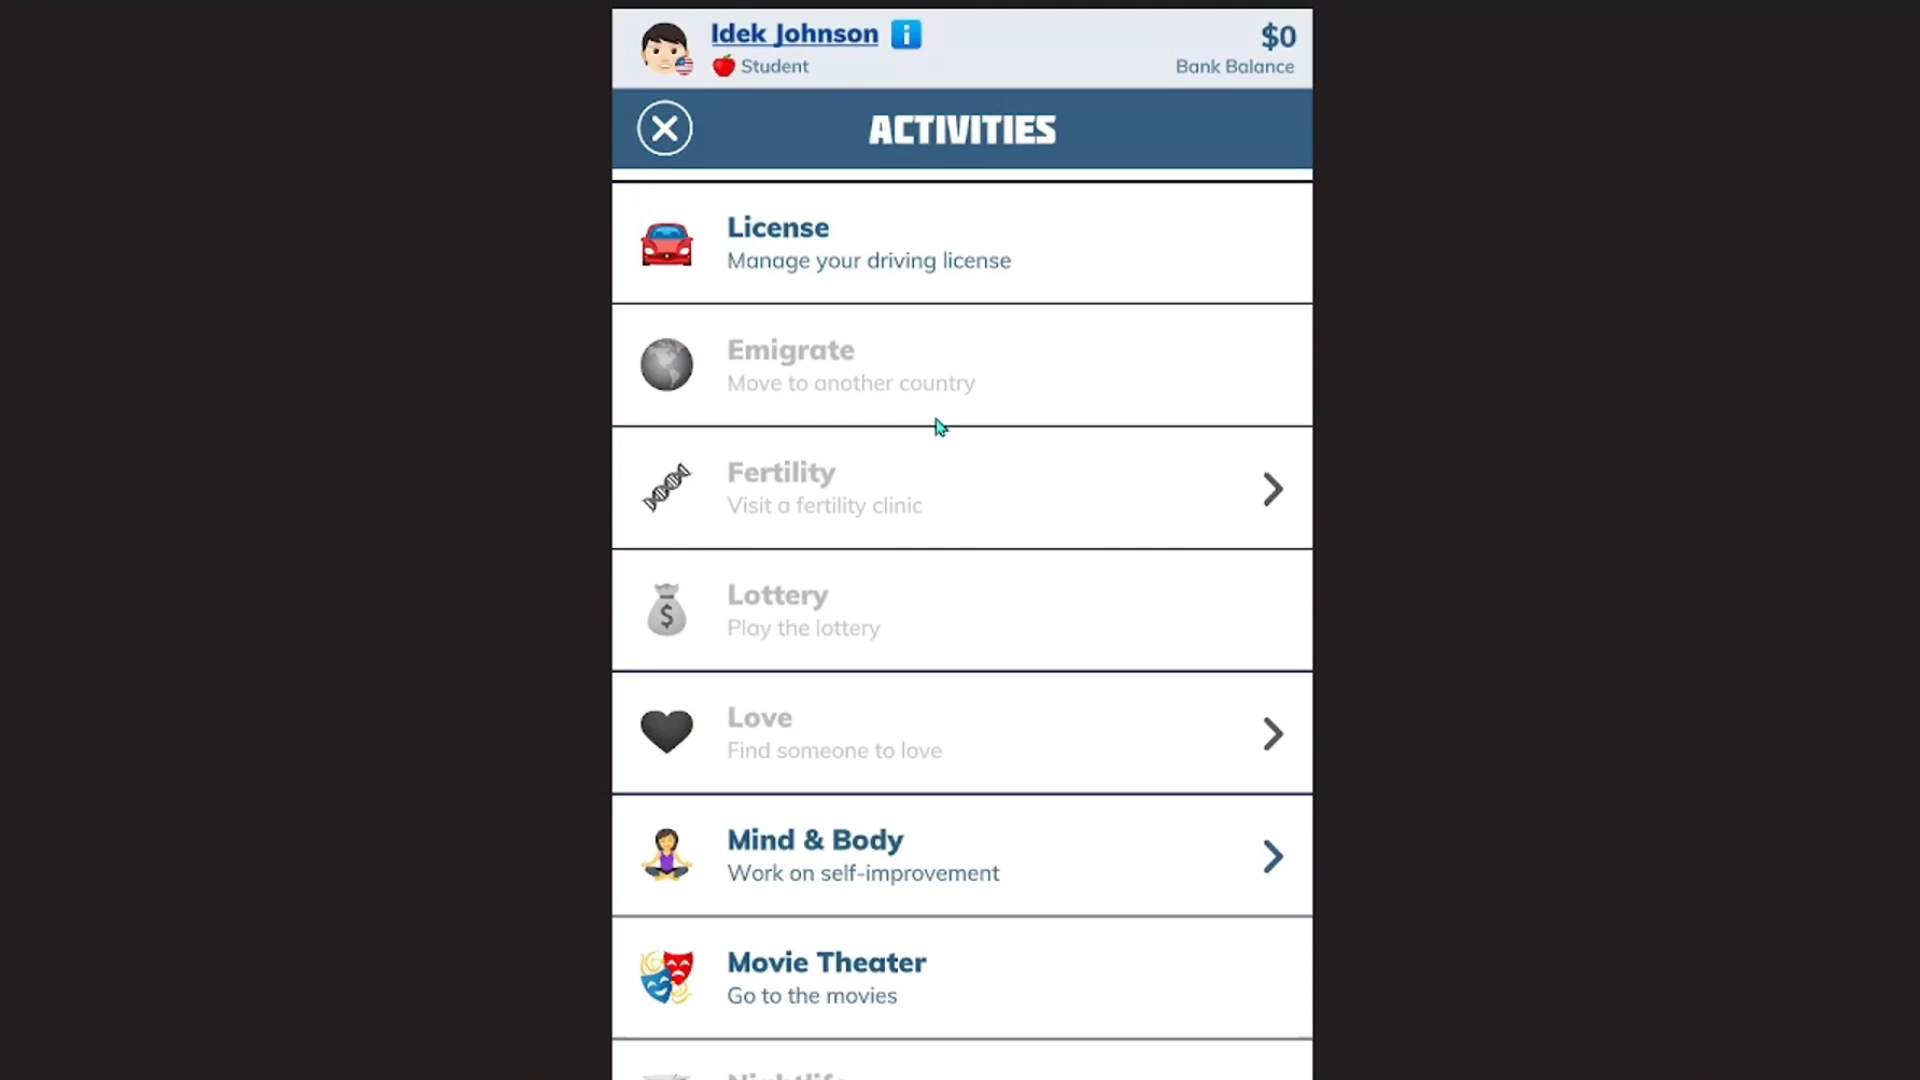 Idek Johnson
$0
Student
Bank Balance
ACTIVITIES
License
Manage your driving license
Emigrate
Move to another country
Fertility
Visit a fertility clinic
$
Lottery
Play the lottery
Love
Find someone to love
Mind & Body
Work on self-improvement
Movie Theater
Go to the movies
Nightlife